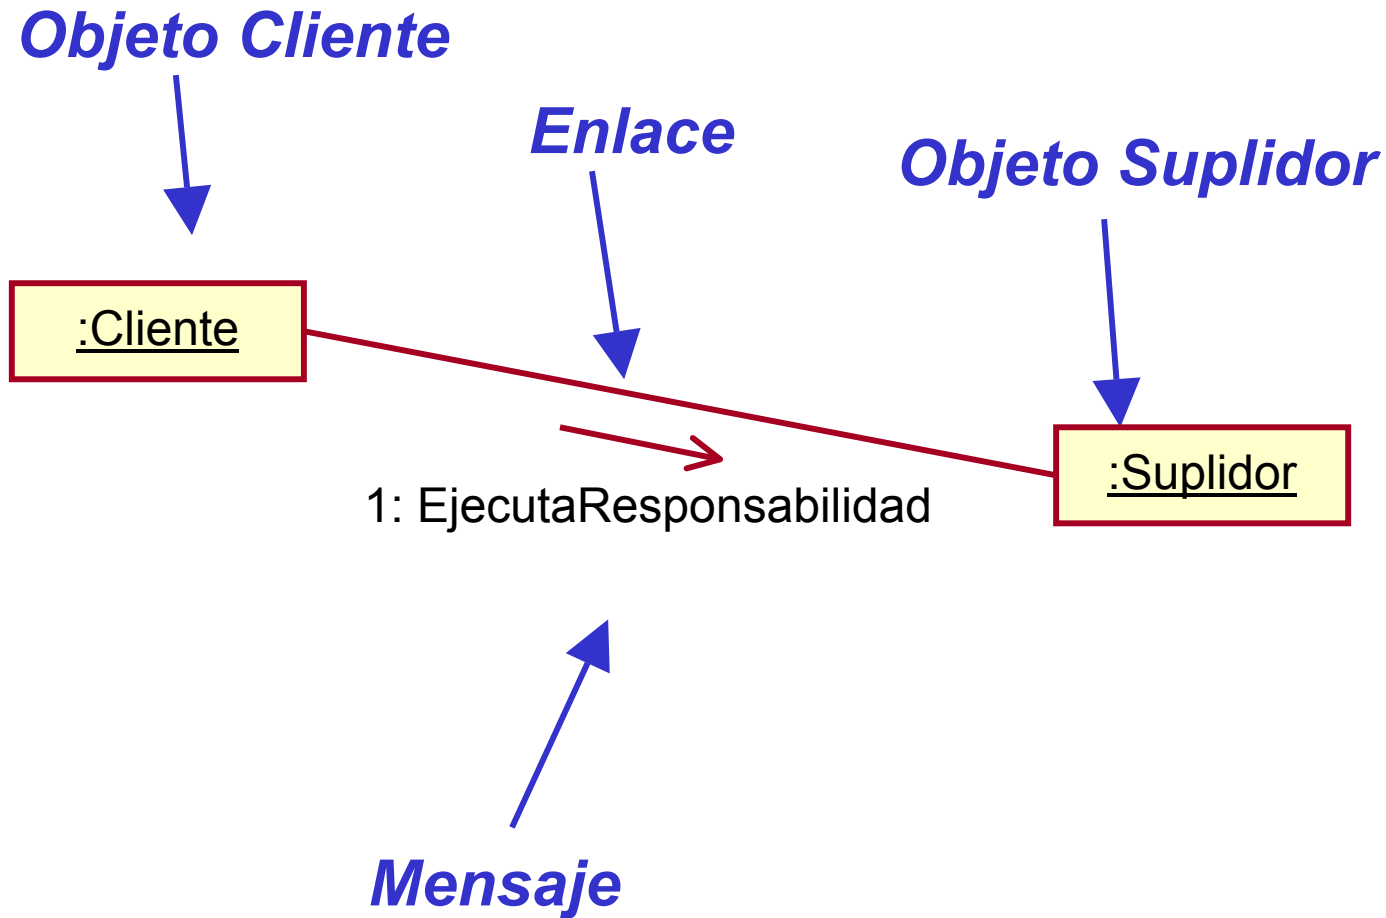 Objeto Cliente
Enlace
Objeto Suplidor
:Cliente
:Suplidor
1: EjecutaResponsabilidad
Mensaje